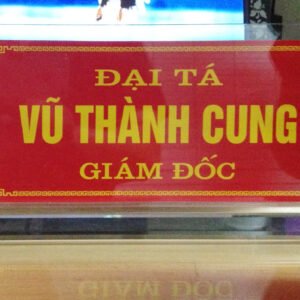 ĐẠI TÁ
VŨ THÀNH CUNG
GIÁM ĐỐC